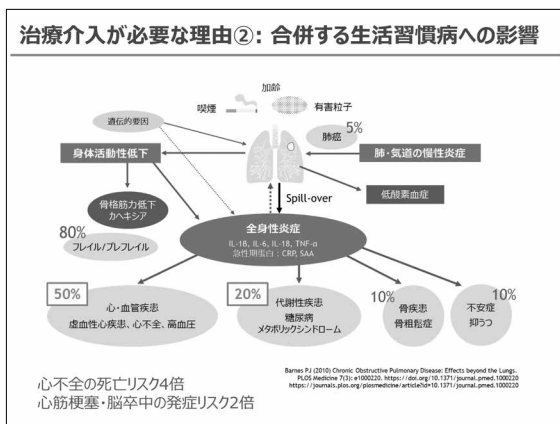 治療介入が必要な理由②: 合併する生活習慣病への影響
加齢
喫煙
有害粒子
遺伝的要因
肺癌
5%
身体活動性低下
肺・気道の慢性炎症
低酸素血症
骨格筋力低下
カヘキシア
Spill-over
80%
フレイル/プレフレイル
全身性炎症
IL-1B, IL-6, IL-18, TNF-α
急性期蛋白:CRP, SAA
50%
心・血管疾患
虚血性心疾患、心不全、高血圧
20%
代謝性疾患
糖尿病
メタボリックシンドローム
10%
骨疾患
骨粗鬆症
10%
不安症
抑うつ
Barnes PJ (2010) Chronic Obstructive Pulmonary Disease: Effects beyond the Lungs.
PLOS Medicine 7(3): e1000220. https://doi.org/10.1371/journal.pmed.1000220
https://journals.plos.org/plosmedicine/article?id=10.1371/journal.pmed.1000220
心不全の死亡リスク4倍
心筋梗塞・脳卒中の発症リスク2倍